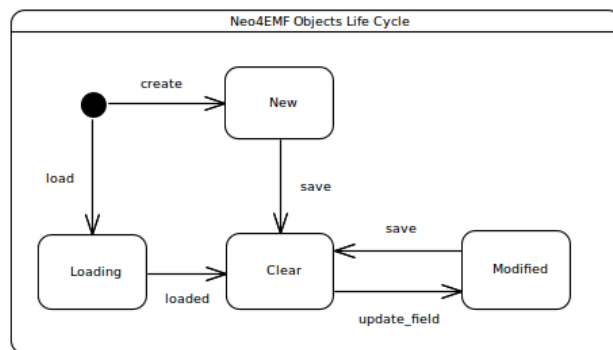 Neo4EMF Objects Life Cycle
create
New
load
save
save
Loading
Clear
Modified
loaded
update_field